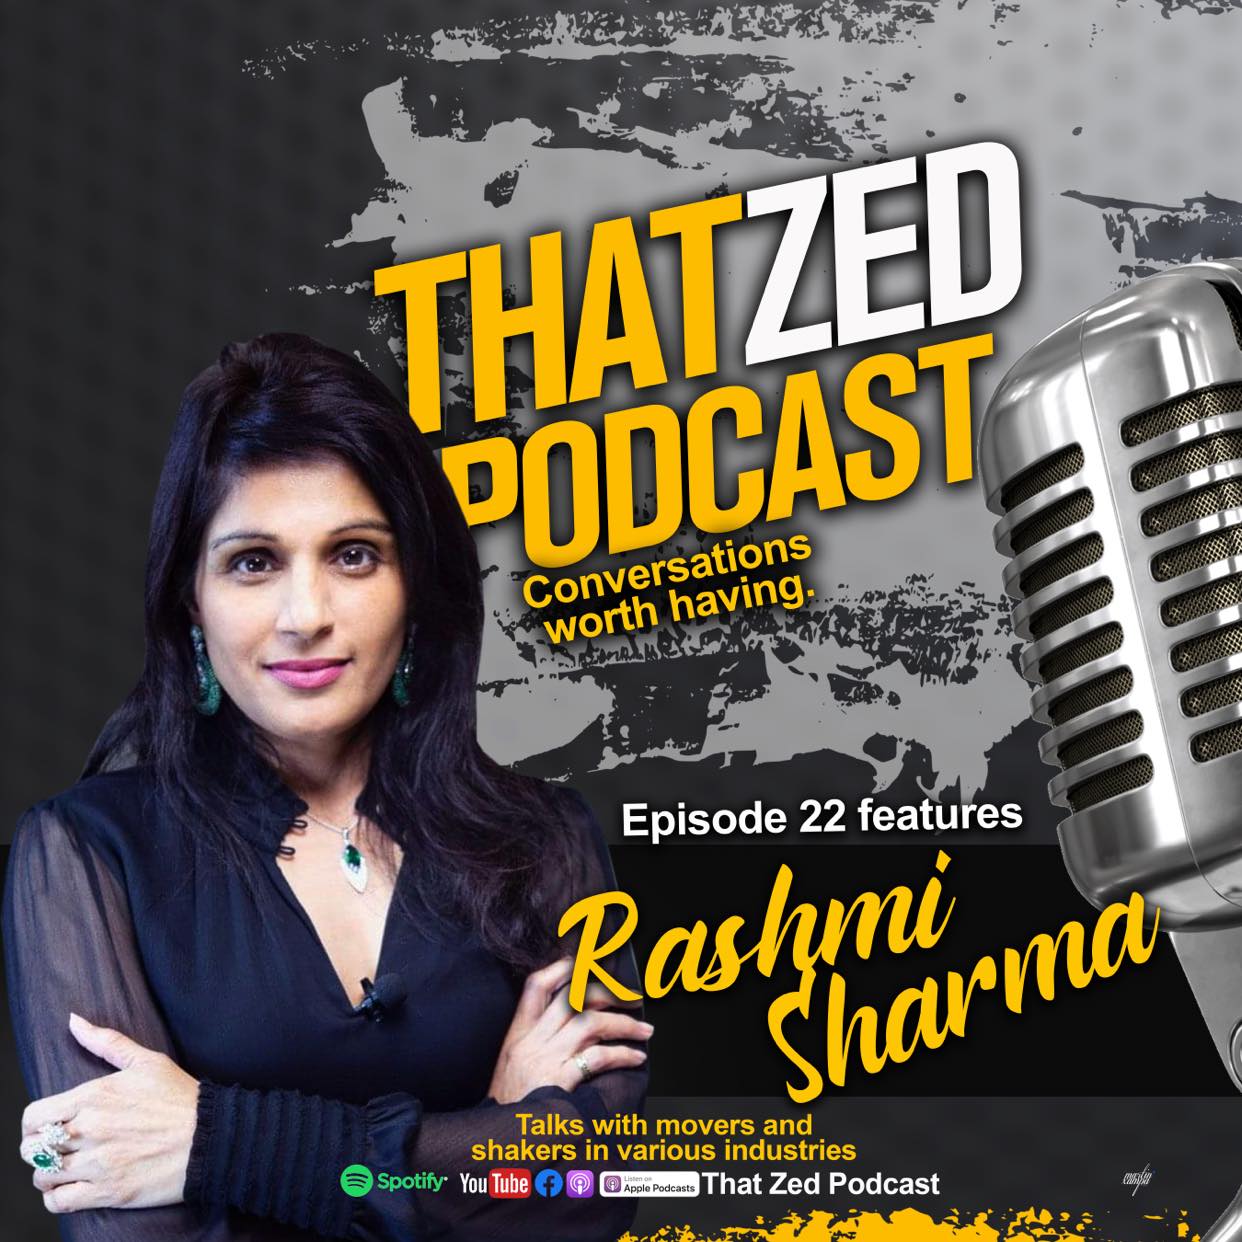 THATZED
PODCAST
Conversations
worth having.
Episode 22 features
Rashmi
Sharma
Talks with movers and
shakers in various industries
Spotify YouTube Listen on Apple Podcasts That Zed Podcast